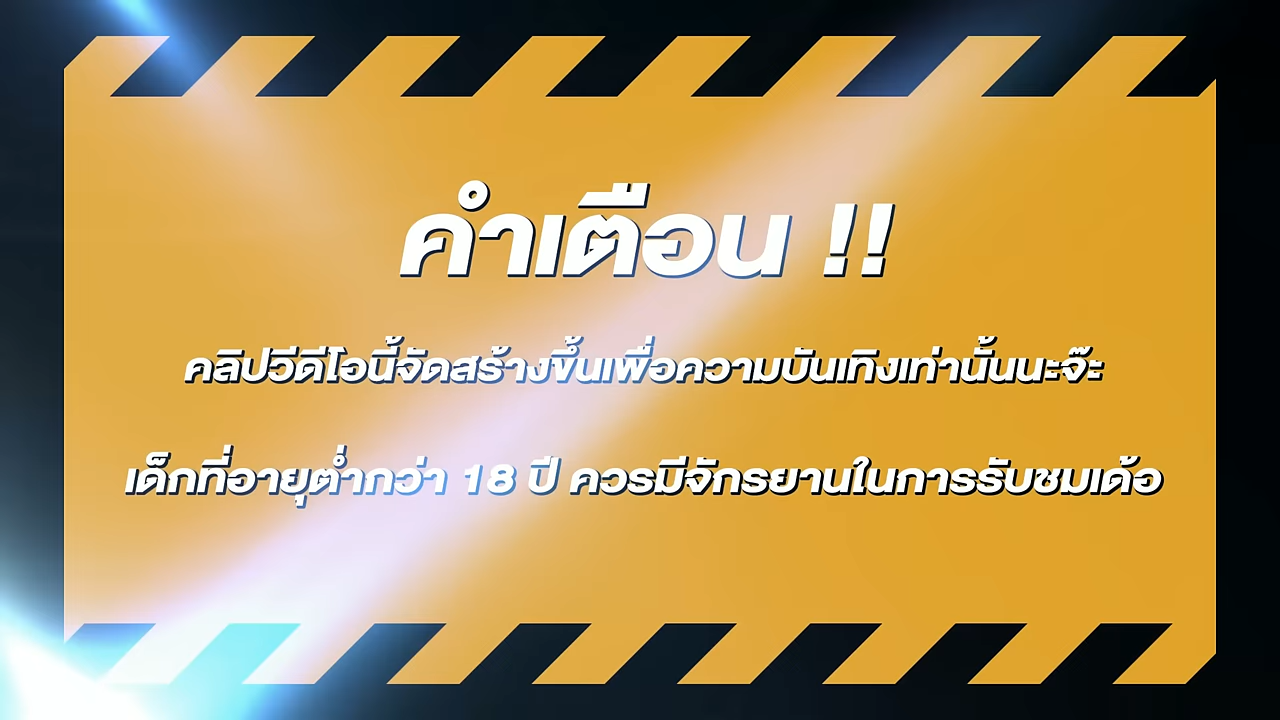 คำเตือน !!
คลิปวีดีโอนี้จัดสร้างขึ้นเพื่อความบันเทิงเท่านั้นนะจ๊ะ
เด็กที่อายุต่ำกว่า 18 ปี ควรมีจักรยานในการรับชมเด้อ